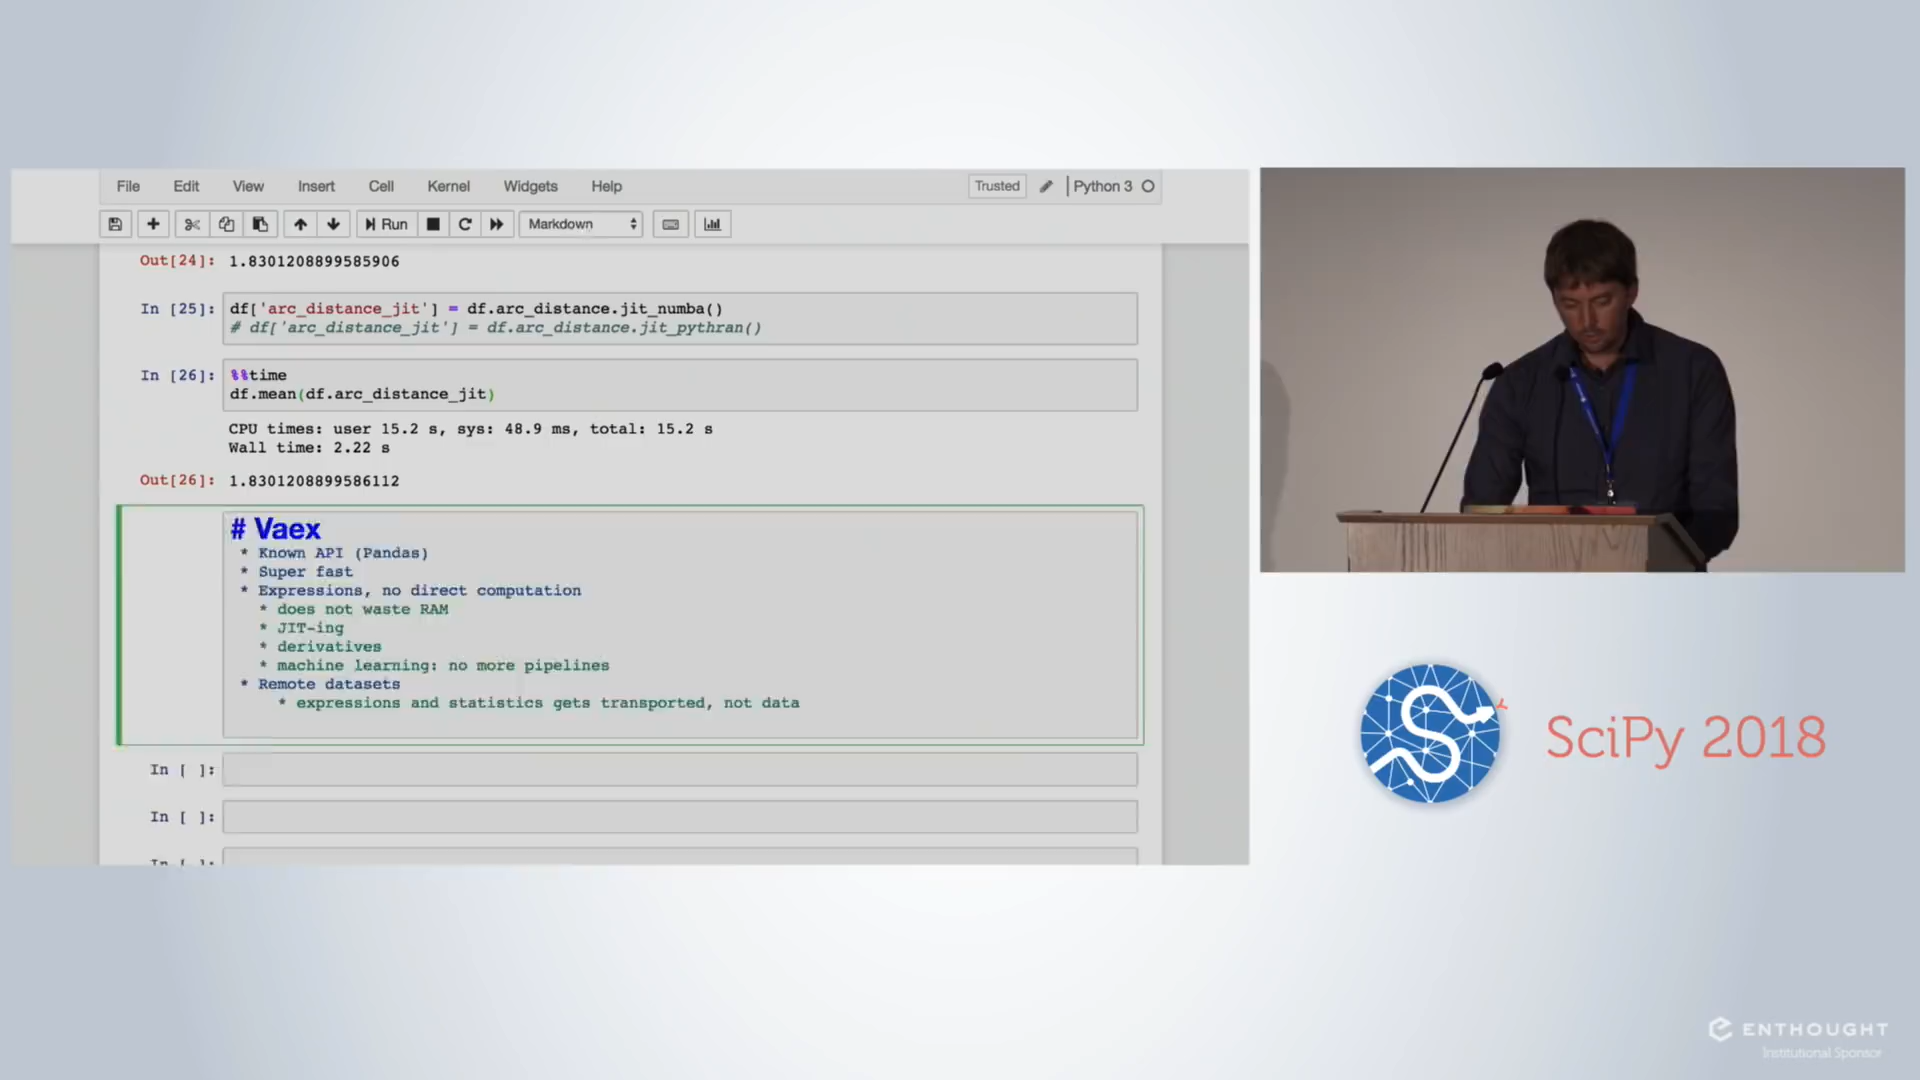 File Edit View Insert Cell Kernel Widgets Help Trusted Python 3
Run Markdown
Out[24]: 1.8301208899585906
In [25]: df['arc_distance_jit'] = df.arc_distance.jit_numba()
# df['arc_distance_jit'] = df.arc_distance.jit_pythran()
In [26]: %%time
df.mean(df.arc_distance_jit)
CPU times: user 15.2 s, sys: 48.9 ms, total: 15.2 s
Wall time: 2.22 s
Out[26]: 1.8301208899586112
# Vaex
* Known API (Pandas)
* Super fast
* Expressions, no direct computation
* does not waste RAM
* JIT-ing
* derivatives
* machine learning: no more pipelines
* Remote datasets
* expressions and statistics gets transported, not data
In [ ]:
In [ ]:
In [ ]:
SciPy 2018
ENTHOUGHT
Institutional Sponsor